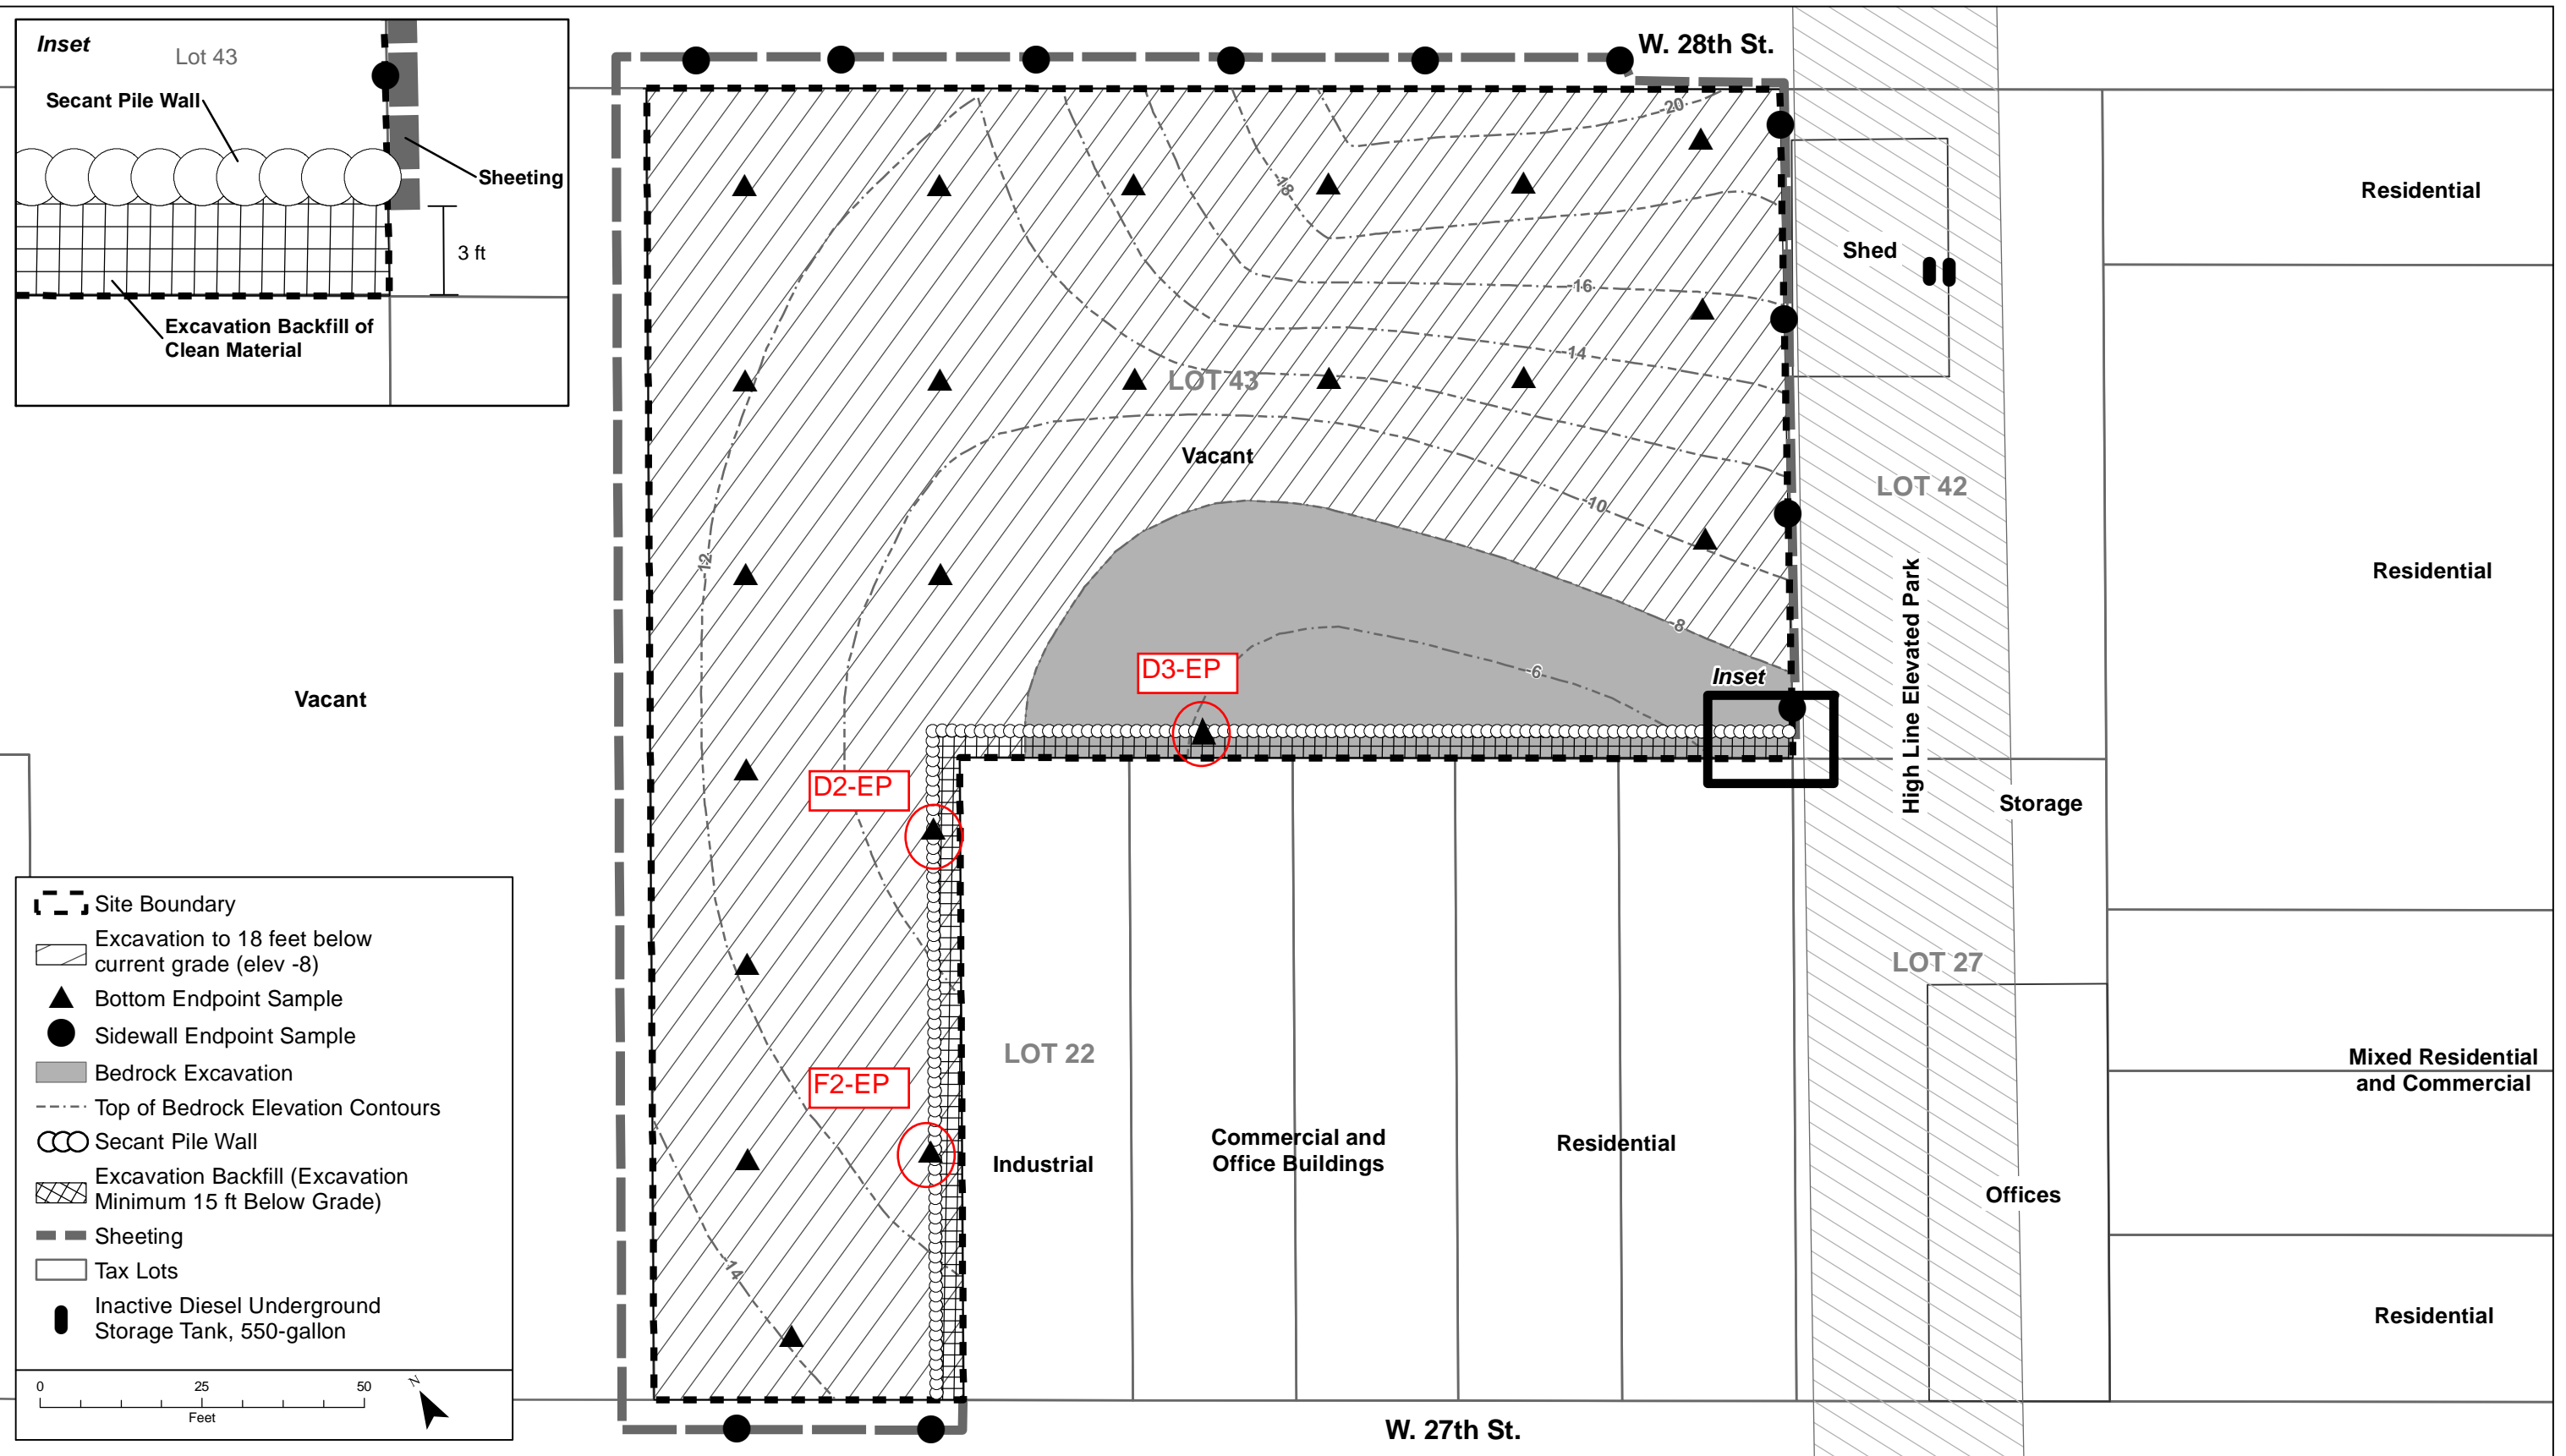 Inset
Lot 43
Secant Pile Wall
Sheeting
3 ft
Excavation Backfill of
Clean Material
W. 28th St.
-20
-18
-16
-14
LOT 43
Vacant
-10
-12
-8
-6
Inset
D3-EP
D2-EP
F2-EP
-14
Shed
LOT 42
High Line Elevated Park
Storage
LOT 27
Offices
Residential
Residential
Mixed Residential
and Commercial
Residential
Vacant
LOT 22
Industrial
Commercial and
Office Buildings
Residential
W. 27th St.
Site Boundary
Excavation to 18 feet below
current grade (elev -8)
Bottom Endpoint Sample
Sidewall Endpoint Sample
Bedrock Excavation
Top of Bedrock Elevation Contours
Secant Pile Wall
Excavation Backfill (Excavation
Minimum 15 ft Below Grade)
Sheeting
Tax Lots
Inactive Diesel Underground
Storage Tank, 550-gallon
0 25 50
Feet
N